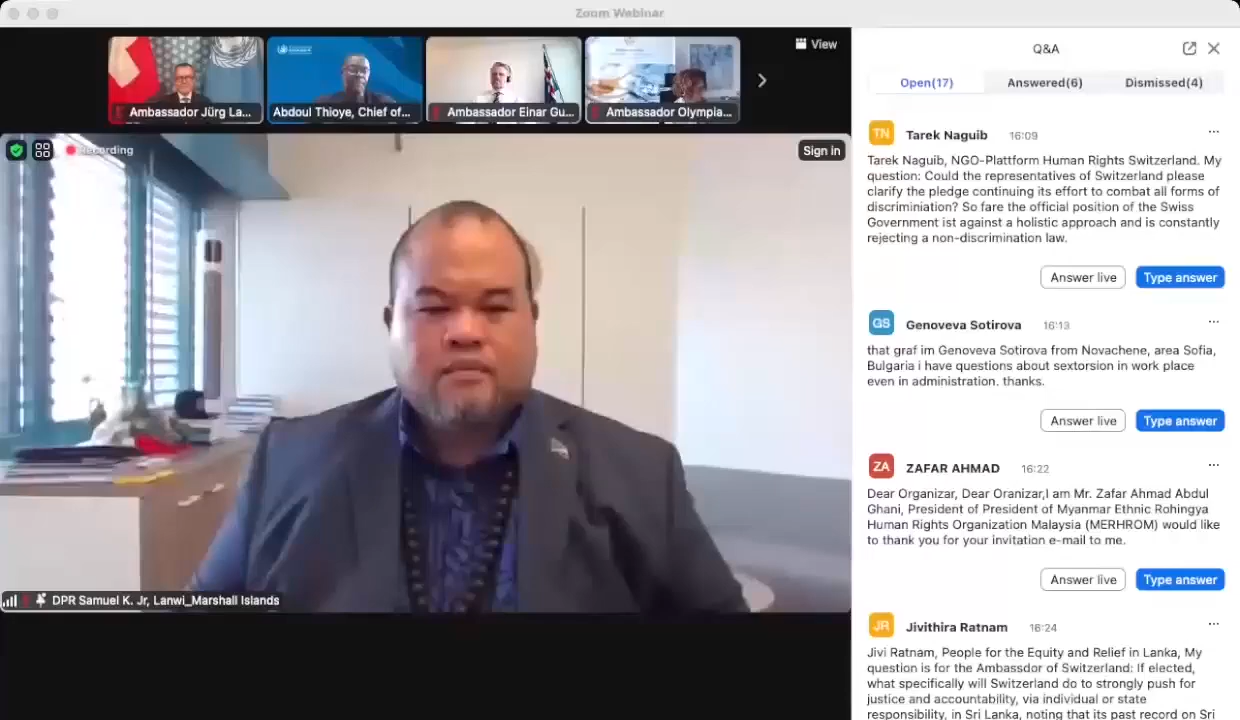 Zoom Webinar
View
Ambassador Jürg La...
Abdoul Thioye, Chief of...
Ambassador Einar Gu...
Ambassador Olympia...
Recording
Sign in
DPR Samuel K. Jr, Lanwi_Marshall Islands
Q&A
Open(17)
Answered(6)
Dismissed(4)
TN
Tarek Naguib
16:09
Tarek Naguib, NGO-Plattform Human Rights Switzerland. My
question: Could the representatives of Switzerland please
clarify the pledge continuing its effort to combat all forms of
discriminiation? So fare the official position of the Swiss
Government ist against a holistic approach and is constantly
rejecting a non-discrimination law.
Answer live
Type answer
GS
Genoveva Sotirova
16:13
that graf im Genoveva Sotirova from Novachene, area Sofia,
Bulgaria i have questions about sextorsion in work place
even in administration. thanks.
Answer live
Type answer
ZA
ZAFAR AHMAD
16:22
Dear Organizar, Dear Oranizar,I am Mr. Zafar Ahmad Abdul
Ghani, President of President of Myanmar Ethnic Rohingya
Human Rights Organization Malaysia (MERHROM) would like
to thank you for your invitation e-mail to me.
Answer live
Type answer
JR
Jivithira Ratnam
16:24
Jivi Ratnam, People for the Equity and Relief in Lanka, My
question is for the Ambassdor of Switzerland: If elected,
what specifically will Switzerland do to strongly push for
justice and accountability, via individual or state
responsibility, in Sri Lanka, noting that its past record on Sri